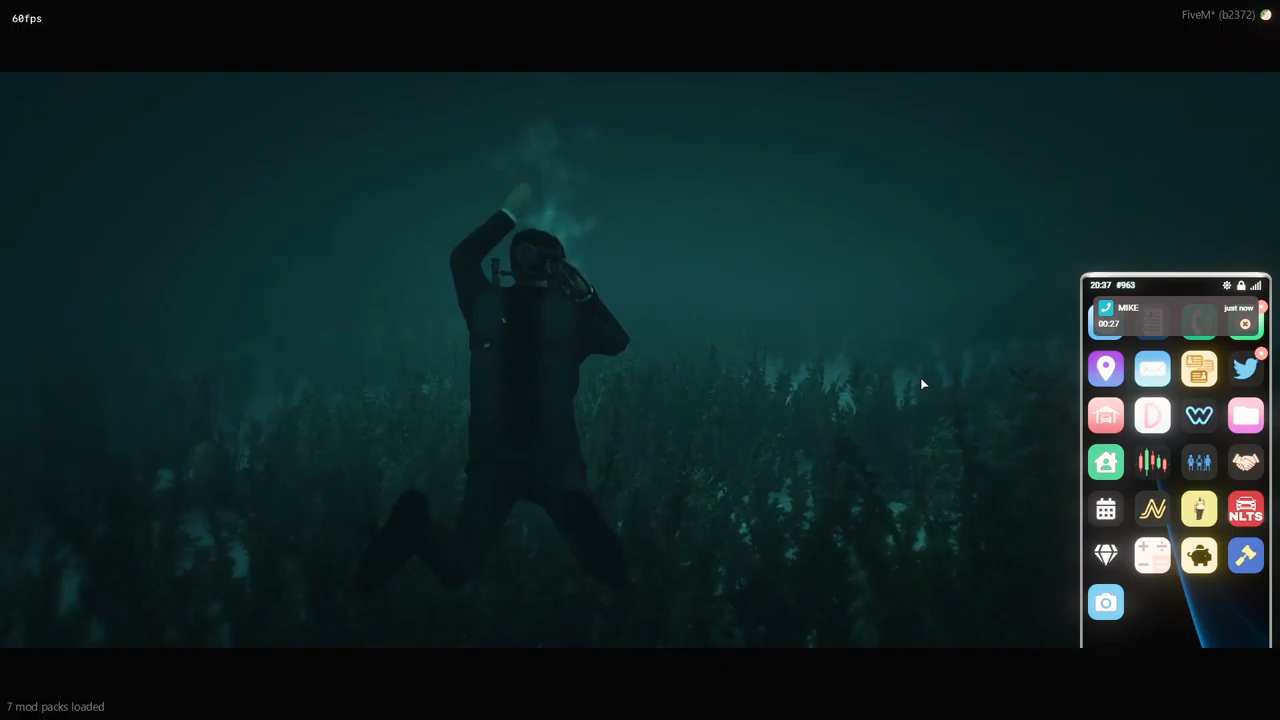 60fps
FiveM* (b2372)
20:37 #963
MIKE just now
00:27
D
NLTS
7 mod packs loaded